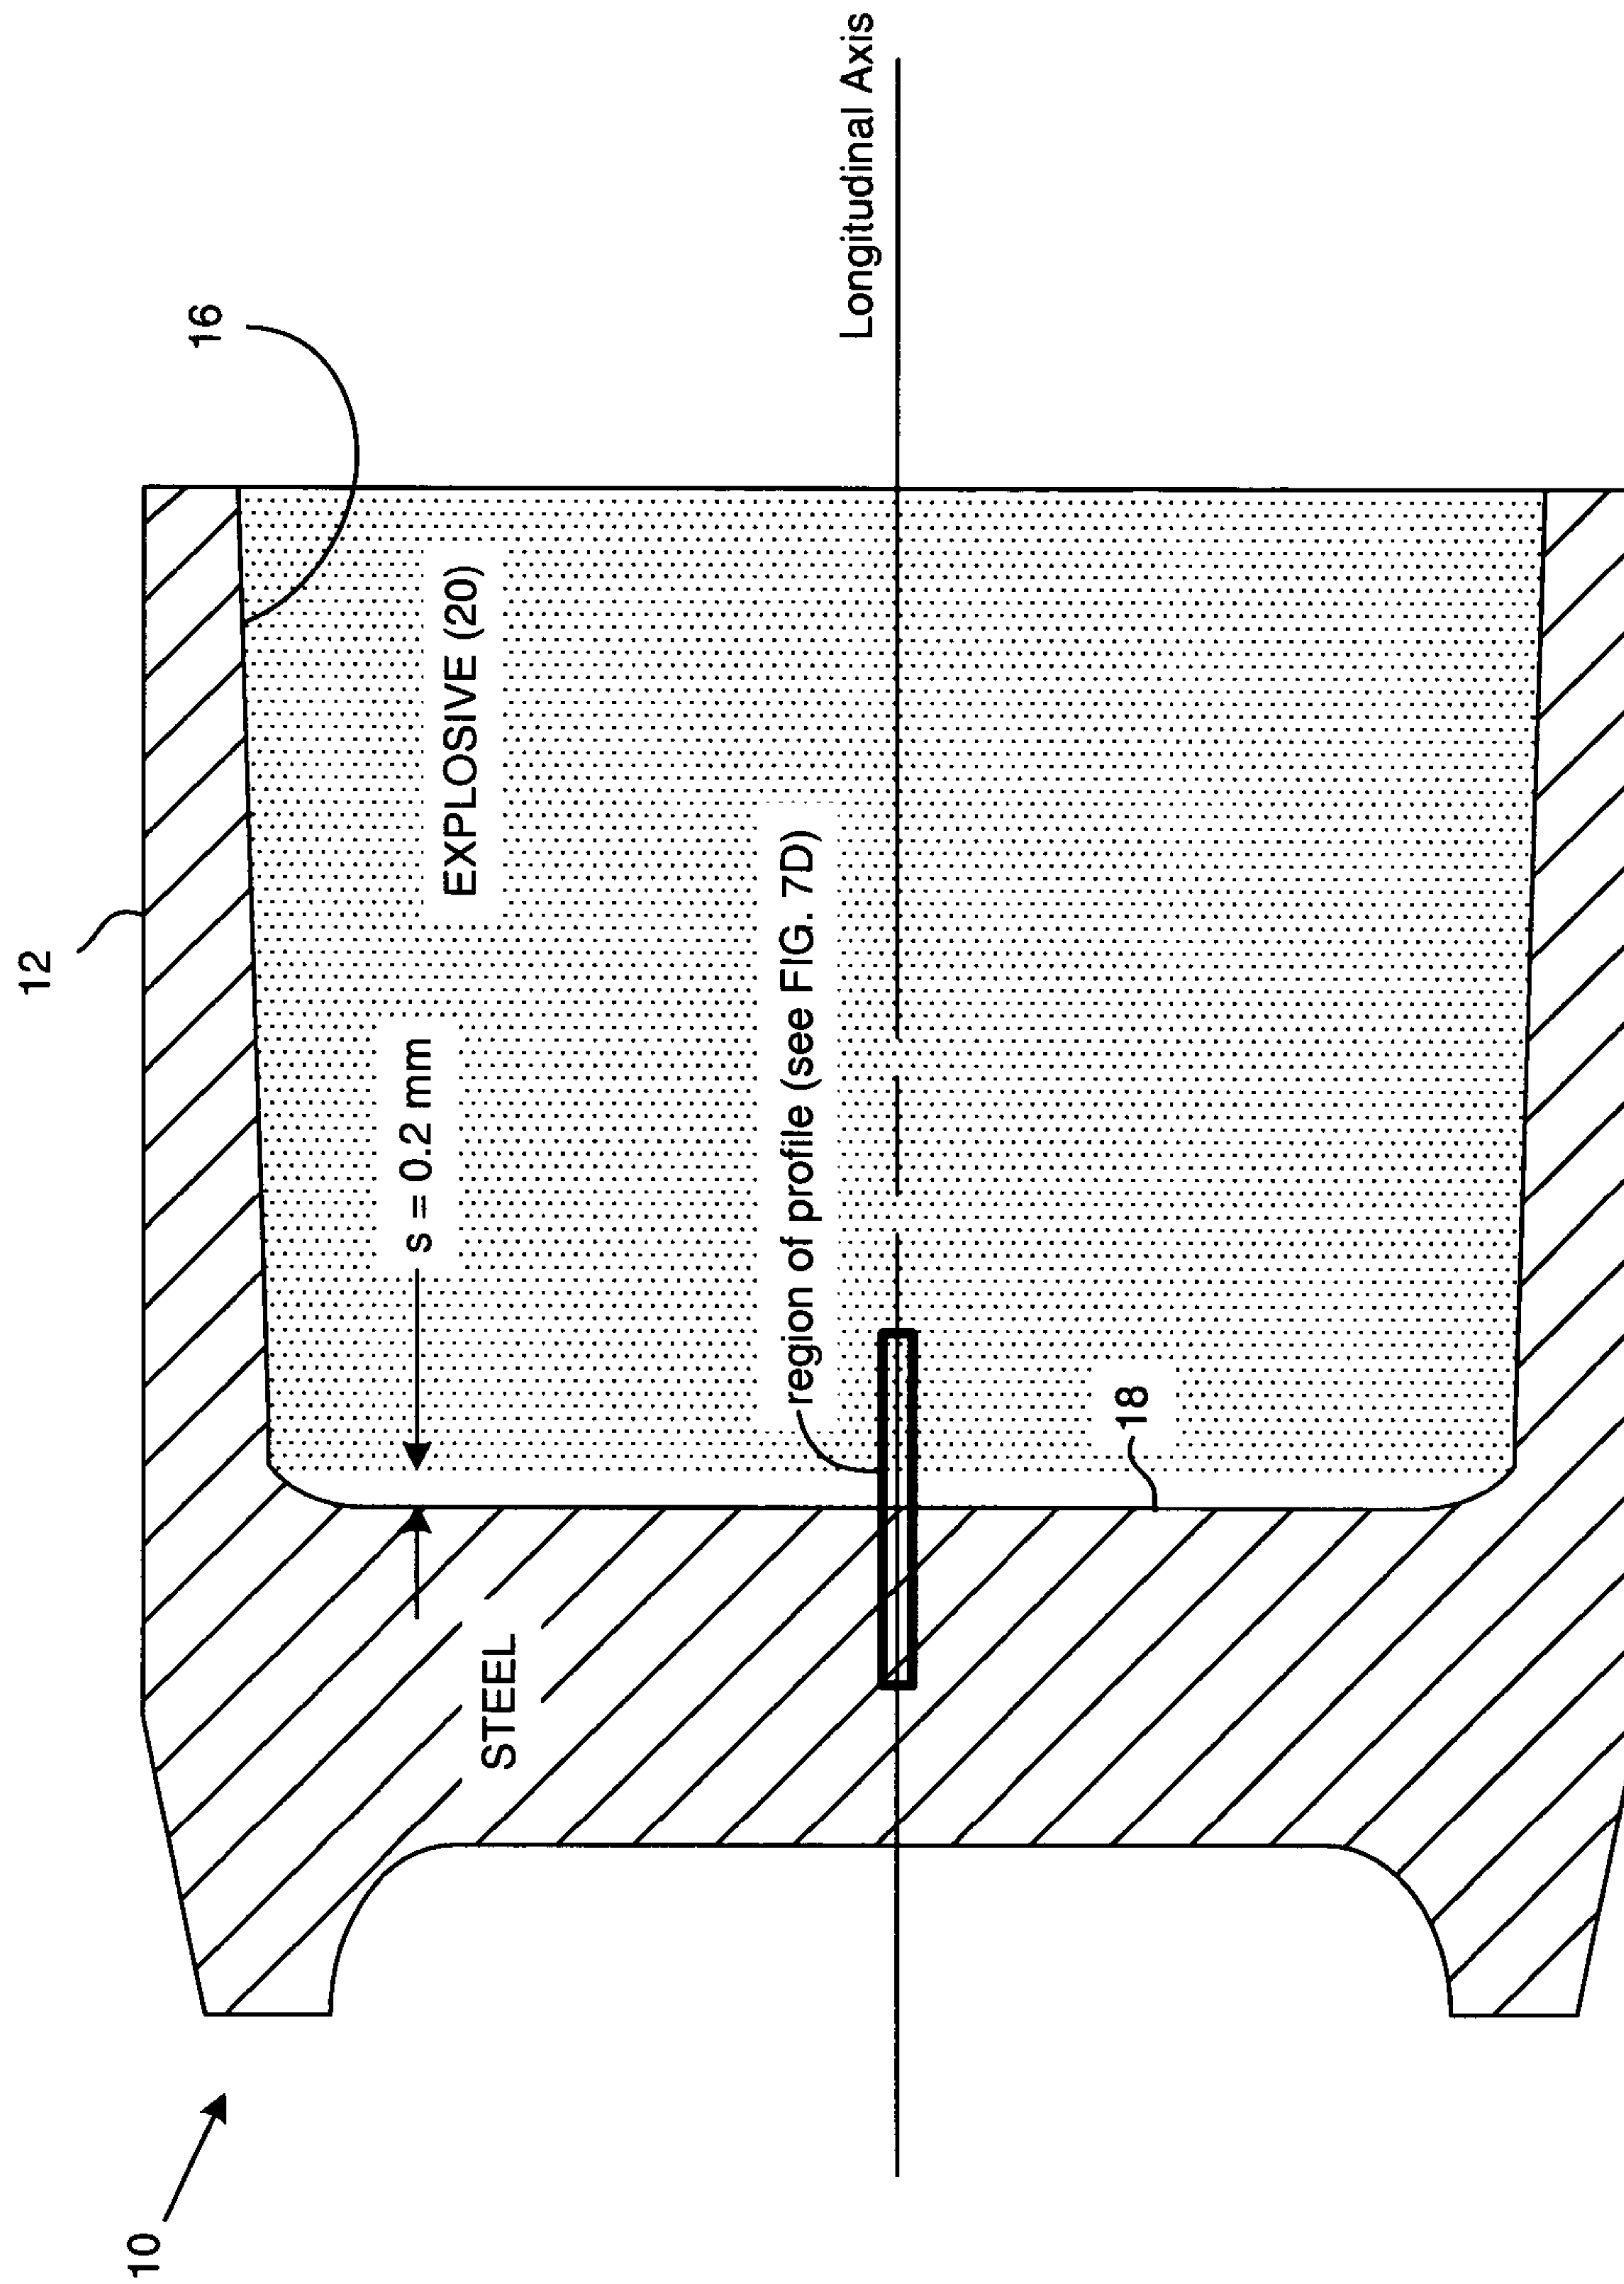 10
12
16
STEEL
s = 0.2 mm
EXPLOSIVE (20)
region of profile (see FIG. 7D)
Longitudinal Axis
18